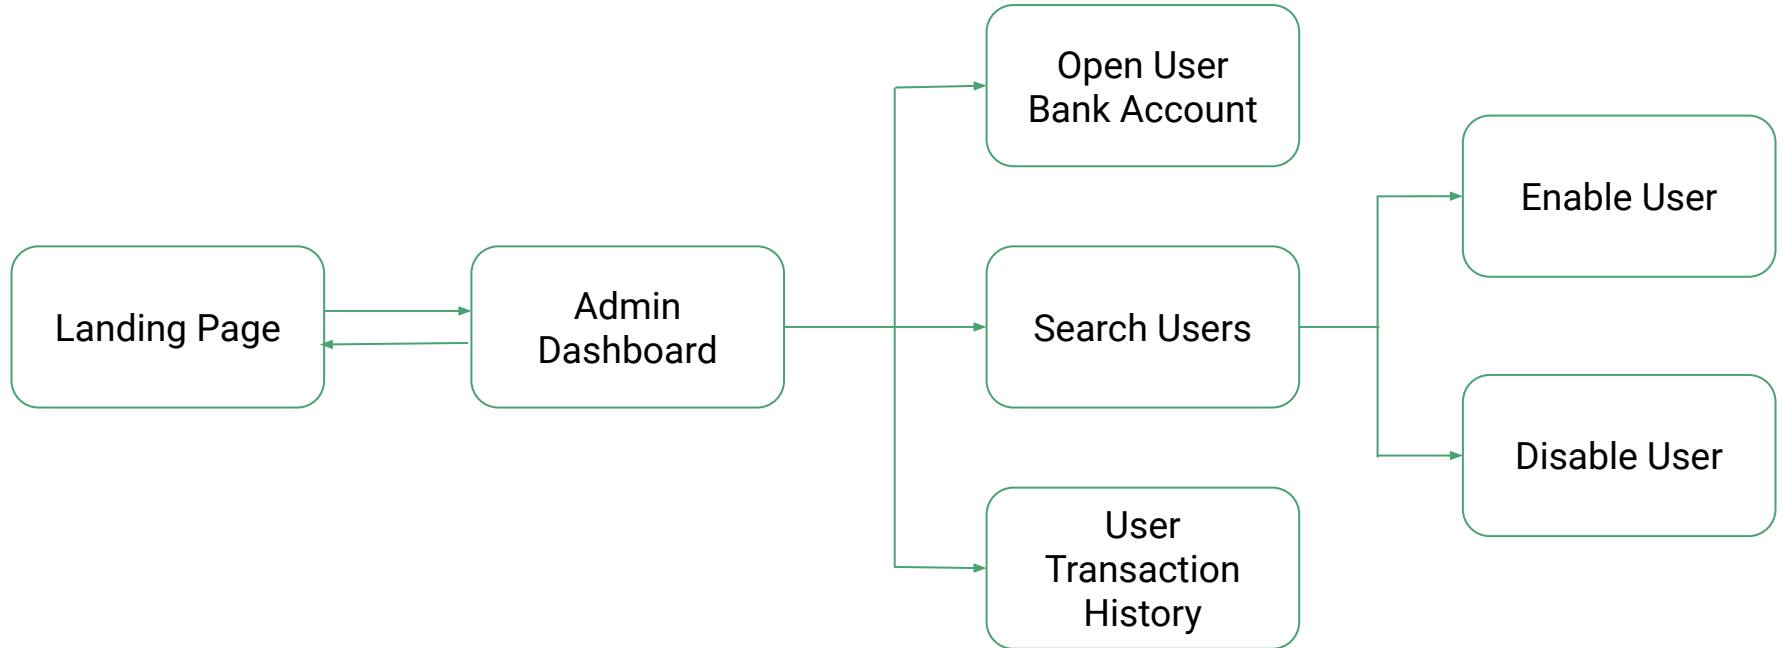 Landing Page
Admin
Dashboard
Open User
Bank Account
Search Users
User
Transaction
History
Enable User
Disable User